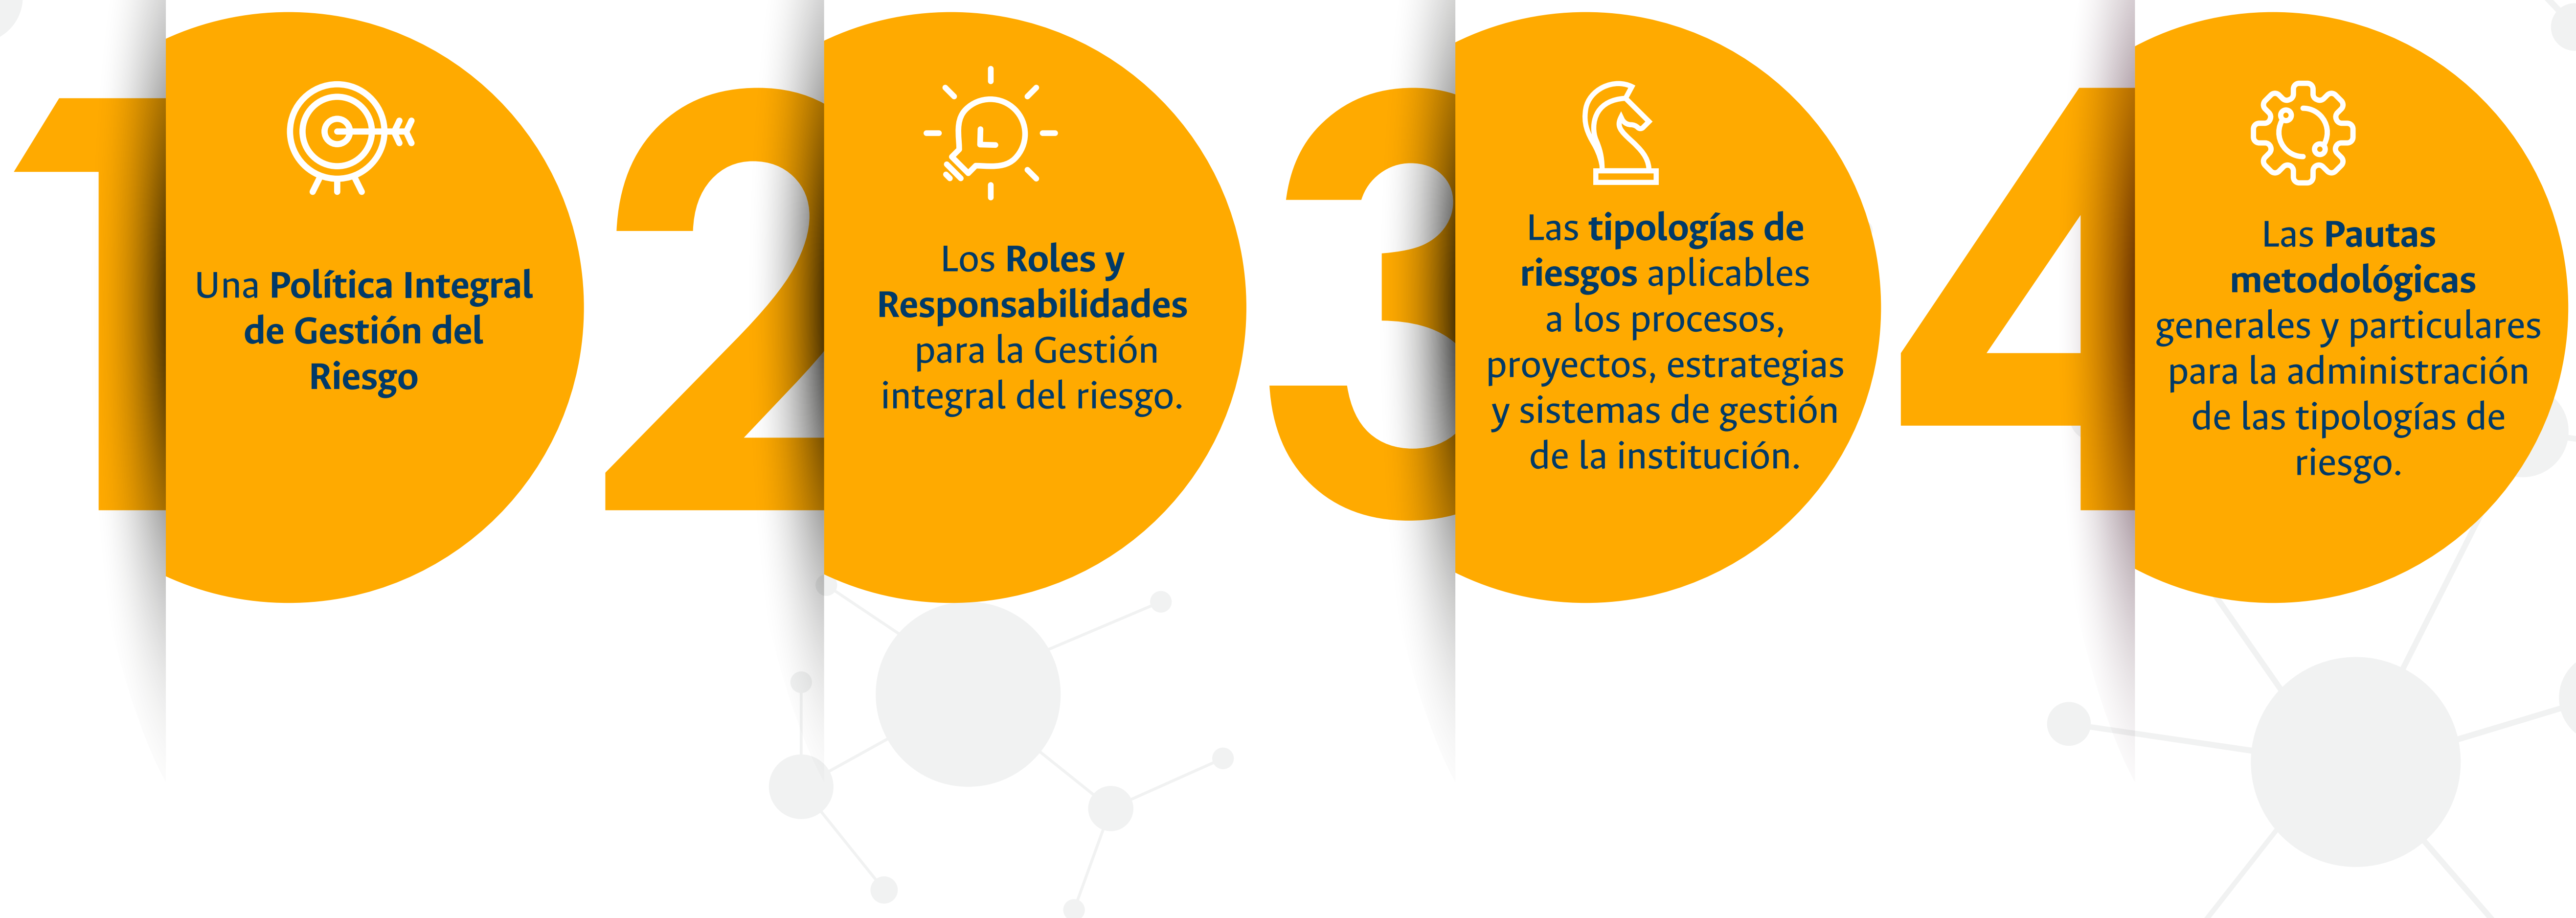 1
Una Política Integral
de Gestión del
Riesgo
2
Los Roles y
Responsabilidades
para la Gestión
integral del riesgo.
3
Las tipologías de
riesgos aplicables
a los procesos,
proyectos, estrategias
y sistemas de gestión
de la institución.
4
Las Pautas
metodológicas
generales y particulares
para la administración
de las tipologías de
riesgo.